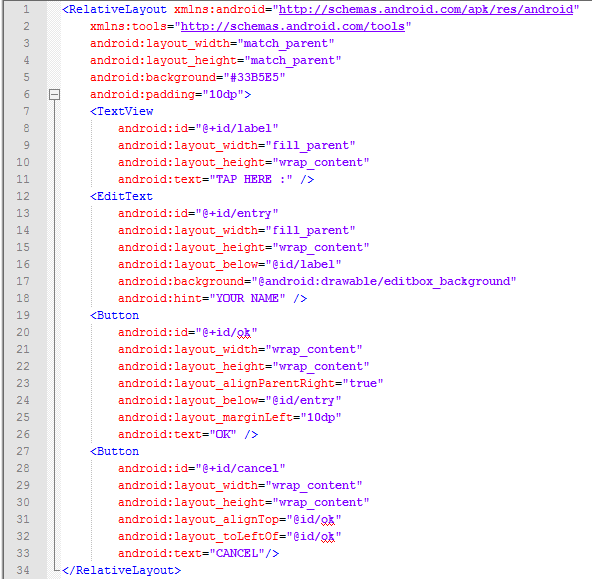 1 <RelativeLayout xmlns:android="http://schemas.android.com/apk/res/android"
2 xmlns:tools="http://schemas.android.com/tools"
3 android:layout_width="match_parent"
4 android:layout_height="match_parent"
5 android:background="#33B5E5"
6 android:padding="10dp">
7 <TextView
8 android:id="@+id/label"
9 android:layout_width="fill_parent"
10 android:layout_height="wrap_content"
11 android:text="TAP HERE :" />
12 <EditText
13 android:id="@+id/entry"
14 android:layout_width="fill_parent"
15 android:layout_height="wrap_content"
16 android:layout_below="@id/label"
17 android:background="@android:drawable/editbox_background"
18 android:hint="YOUR NAME" />
19 <Button
20 android:id="@+id/ok"
21 android:layout_width="wrap_content"
22 android:layout_height="wrap_content"
23 android:layout_alignParentRight="true"
24 android:layout_below="@id/entry"
25 android:layout_marginLeft="10dp"
26 android:text="OK" />
27 <Button
28 android:id="@+id/cancel"
29 android:layout_width="wrap_content"
30 android:layout_height="wrap_content"
31 android:layout_alignTop="@id/ok"
32 android:layout_toLeftOf="@id/ok"
33 android:text="CANCEL"/>
34 </RelativeLayout>